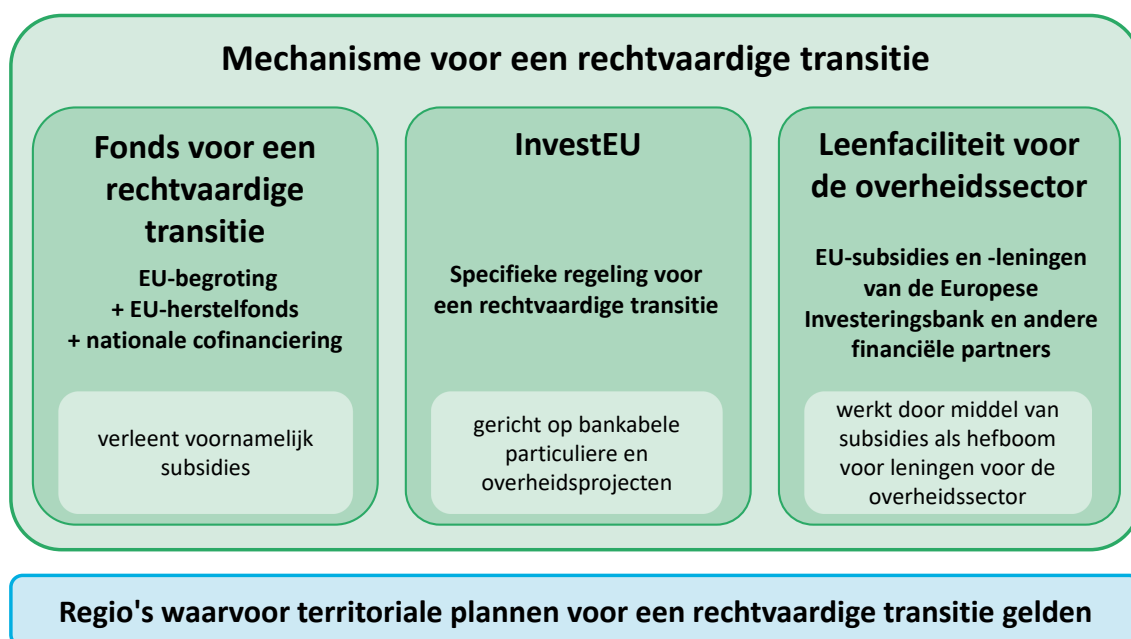 Mechanisme voor een rechtvaardige transitie
Fonds voor een
rechtvaardige
transitie
EU-begroting
+ EU-herstelfonds
+ nationale cofinanciering
verleent voornamelijk
subsidies
InvestEU
Specifieke regeling voor
een rechtvaardige transitie
gericht op bankabele
particuliere en
overheidsprojecten
Leenfaciliteit voor
de overheidssector
EU-subsidies en -leningen
van de Europese
Investeringsbank en andere
financiële partners
werkt door middel van
subsidies als hefboom
voor leningen voor de
overheidssector
Regio's waarvoor territoriale plannen voor een rechtvaardige transitie gelden